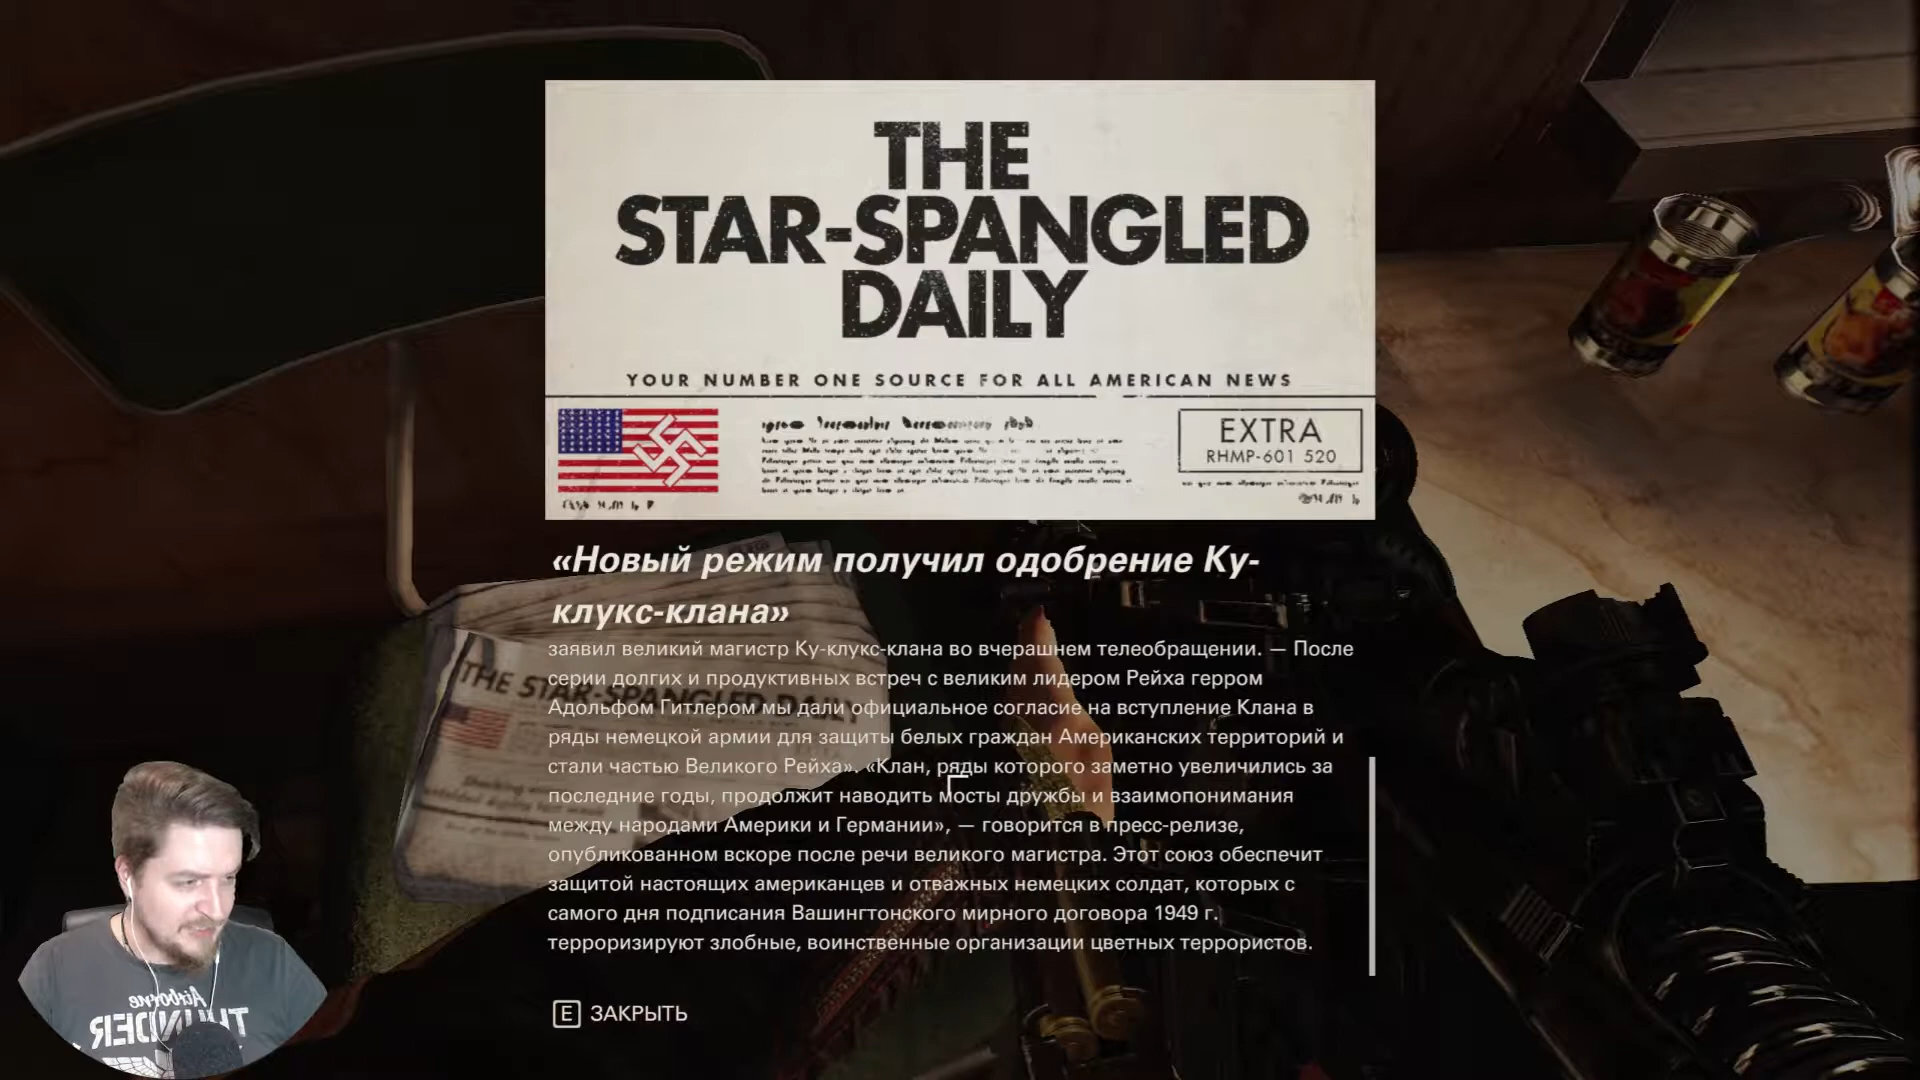 THE
STAR-SPANGLED
DAILY
YOUR NUMBER ONE SOURCE FOR ALL AMERICAN NEWS
EXTRA
RHMP-601 520
«Новый режим получил одобрение Ку-
клукс-клана»
заявил великий магистр Ку-клукс-клана во вчерашнем телеобращении. — После
серии долгих и продуктивных встреч с великим лидером Рейха герром
Адольфом Гитлером мы дали официальное согласие на вступление Клана в
ряды немецкой армии для защиты белых граждан Американских территорий и
стали частью Великого Рейха». «Клан, ряды которого заметно увеличились за
последние годы, продолжит наводить мосты дружбы и взаимопонимания
между народами Америки и Германии», — говорится в пресс-релизе,
опубликованном вскоре после речи великого магистра. Этот союз обеспечит
защитой настоящих американцев и отважных немецких солдат, которых с
самого дня подписания Вашингтонского мирного договора 1949 г.
терроризируют злобные, воинственные организации цветных террористов.
THE STAR-SPANGLED DAILY
E ЗАКРЫТЬ
Airborne
THUNDER